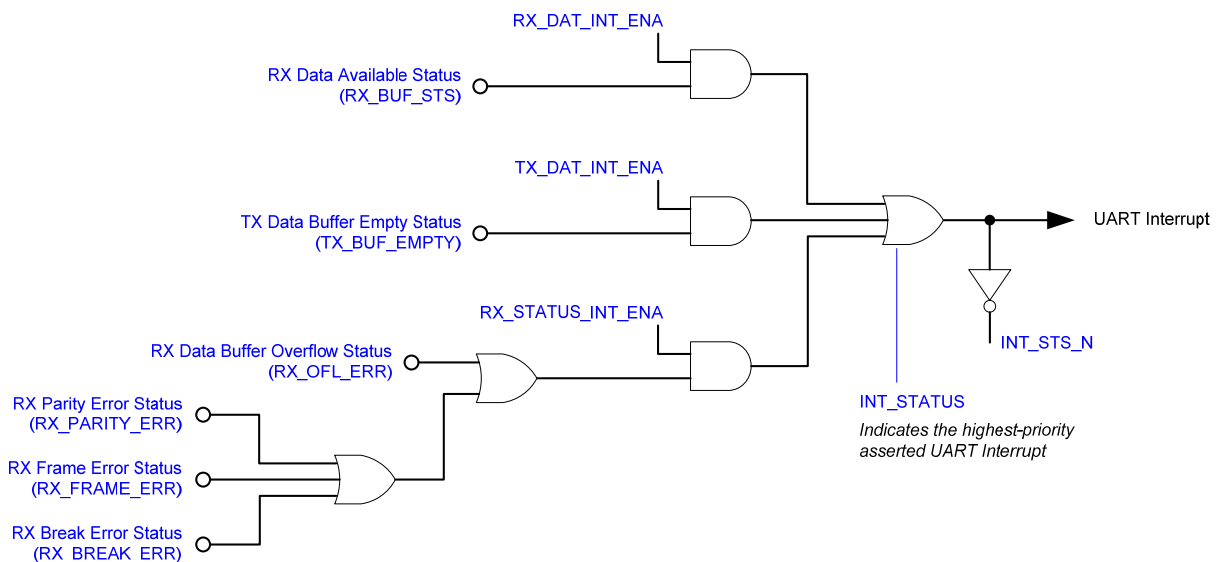 RX_DAT_INT_ENA
RX Data Available Status
(RX_BUF_STS)
TX_DAT_INT_ENA
TX Data Buffer Empty Status
(TX_BUF_EMPTY)
UART Interrupt
RX_STATUS_INT_ENA
INT_STS_N
RX Data Buffer Overflow Status
(RX_OFL_ERR)
INT_STATUS
Indicates the highest-priority
asserted UART Interrupt
RX Parity Error Status
(RX_PARITY_ERR)
RX Frame Error Status
(RX_FRAME_ERR)
RX Break Error Status
(RX_BREAK_ERR)